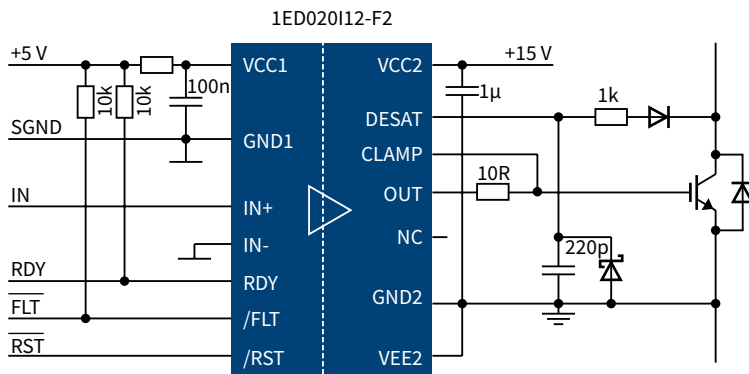 1ED020I12-F2
+5 V
VCC1
VCC2
+15 V
10k
10k
100n
1µ
1k
DESAT
SGND
GND1
CLAMP
10R
IN
IN+
OUT
IN-
NC
220p
RDY
RDY
FLT
/FLT
GND2
RST
/RST
VEE2